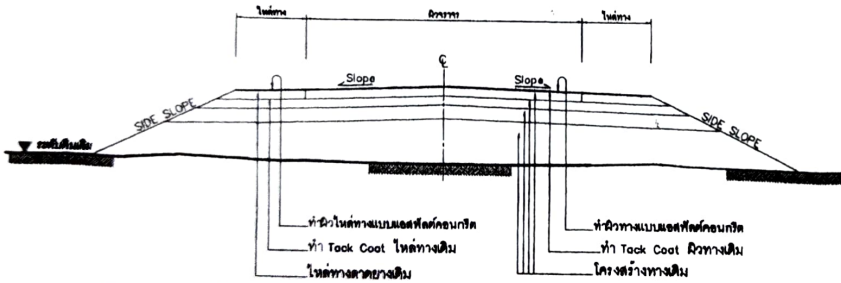 ไหล่ทาง ผิวจราจร ไหล่ทาง
℄
Slope Slope
SIDE SLOPE SIDE SLOPE
ระดับดินเดิม
ทำผิวไหล่ทางแบบแอสฟัลต์คอนกรีต ทำผิวทางแบบแอสฟัลต์คอนกรีต
ทำ Tack Coat ไหล่ทางเดิม ทำ Tack Coat ผิวทางเดิม
ไหล่ทางลาดยางเดิม โครงสร้างทางเดิม